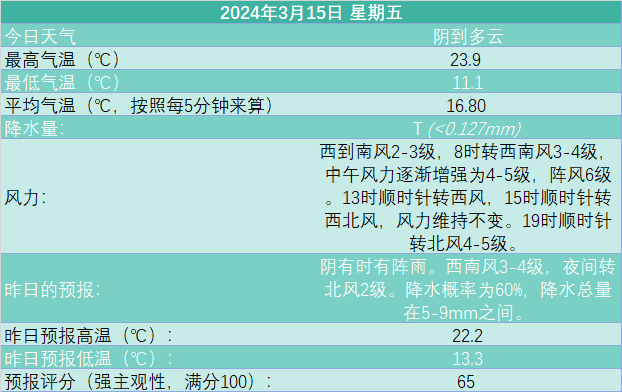 2024年3月15日 星期五
今日天气 阴到多云
最高气温（℃） 23.9
最低气温（℃） 11.1
平均气温（℃，按照每5分钟来算） 16.80
降水量： T (<0.127mm)
风力： 西到南风2-3级，8时转西南风3-4级，
中午风力逐渐增强为4-5级，阵风6级
。13时顺时针转西风，15时顺时针转
西北风，风力维持不变。19时顺时针
转北风4-5级。
昨日的预报： 阴有时有阵雨。西南风3-4级，夜间转
北风2级。降水概率为60%，降水总量
在5-9mm之间。
昨日预报高温（℃）： 22.2
昨日预报低温（℃）： 13.3
预报评分（强主观性，满分100）： 65